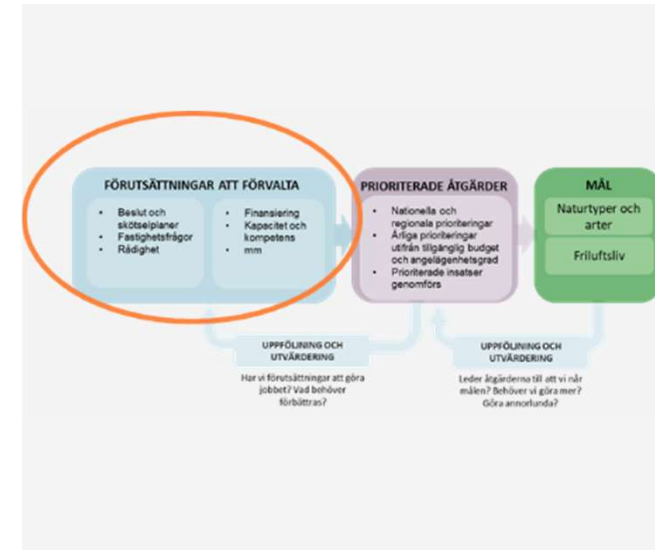 FÖRUTSÄTTNINGAR ATT FÖRVALTA
• Beslut och
skötselplaner
• Fastighetsfrågor
• Rådighet
• Finansiering
• Kapacitet och
kompetens
• mm
PRIORITERADE ÅTGÄRDER
• Nationella och
regionala prioriteringar
• Årliga prioriteringar
utifrån tillgänglig budget
och angelägenhetsgrad
• Prioriterade insatser
genomförs
MÅL
Naturtyper och
arter
Friluftsliv
UPPFÖLJNING OCH
UTVÄRDERING
Har vi förutsättningar att göra
jobbet? Vad behöver
förbättras?
UPPFÖLJNING OCH
UTVÄRDERING
Leder åtgärderna till att vi når
målen? Behöver vi göra mer?
Göra annorlunda?